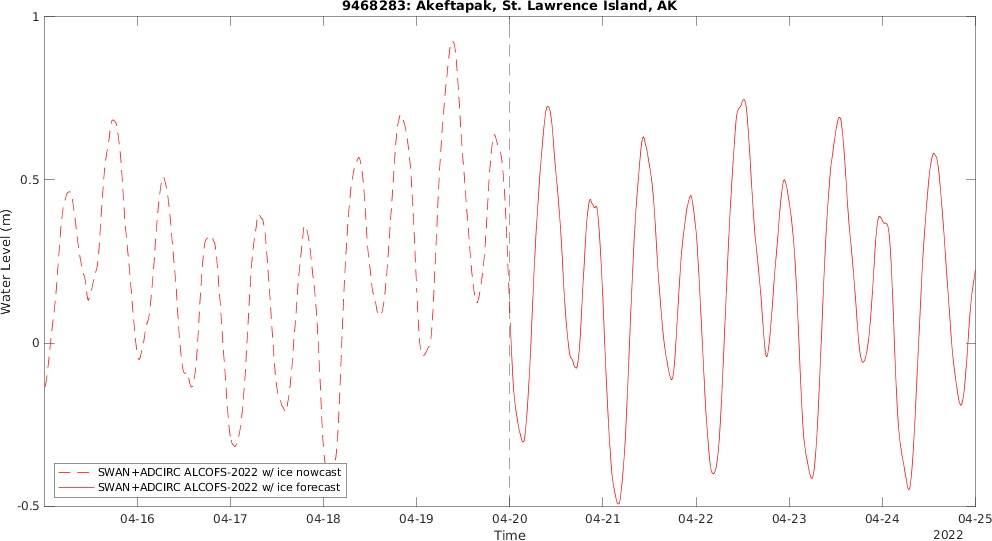 9468283: Akeftapak, St. Lawrence Island, AK
1
0.5
0
-0.5
Water Level (m)
SWAN+ADCIRC ALCOFS-2022 w/ ice nowcast
SWAN+ADCIRC ALCOFS-2022 w/ ice forecast
04-16 04-17 04-18 04-19 04-20 04-21 04-22 04-23 04-24 04-25
Time
2022